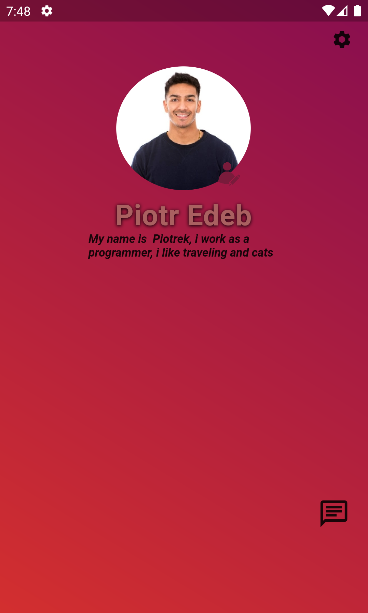 7:48
Piotr Edeb
My name is  Piotrek, i work as a
programmer, i like traveling and cats